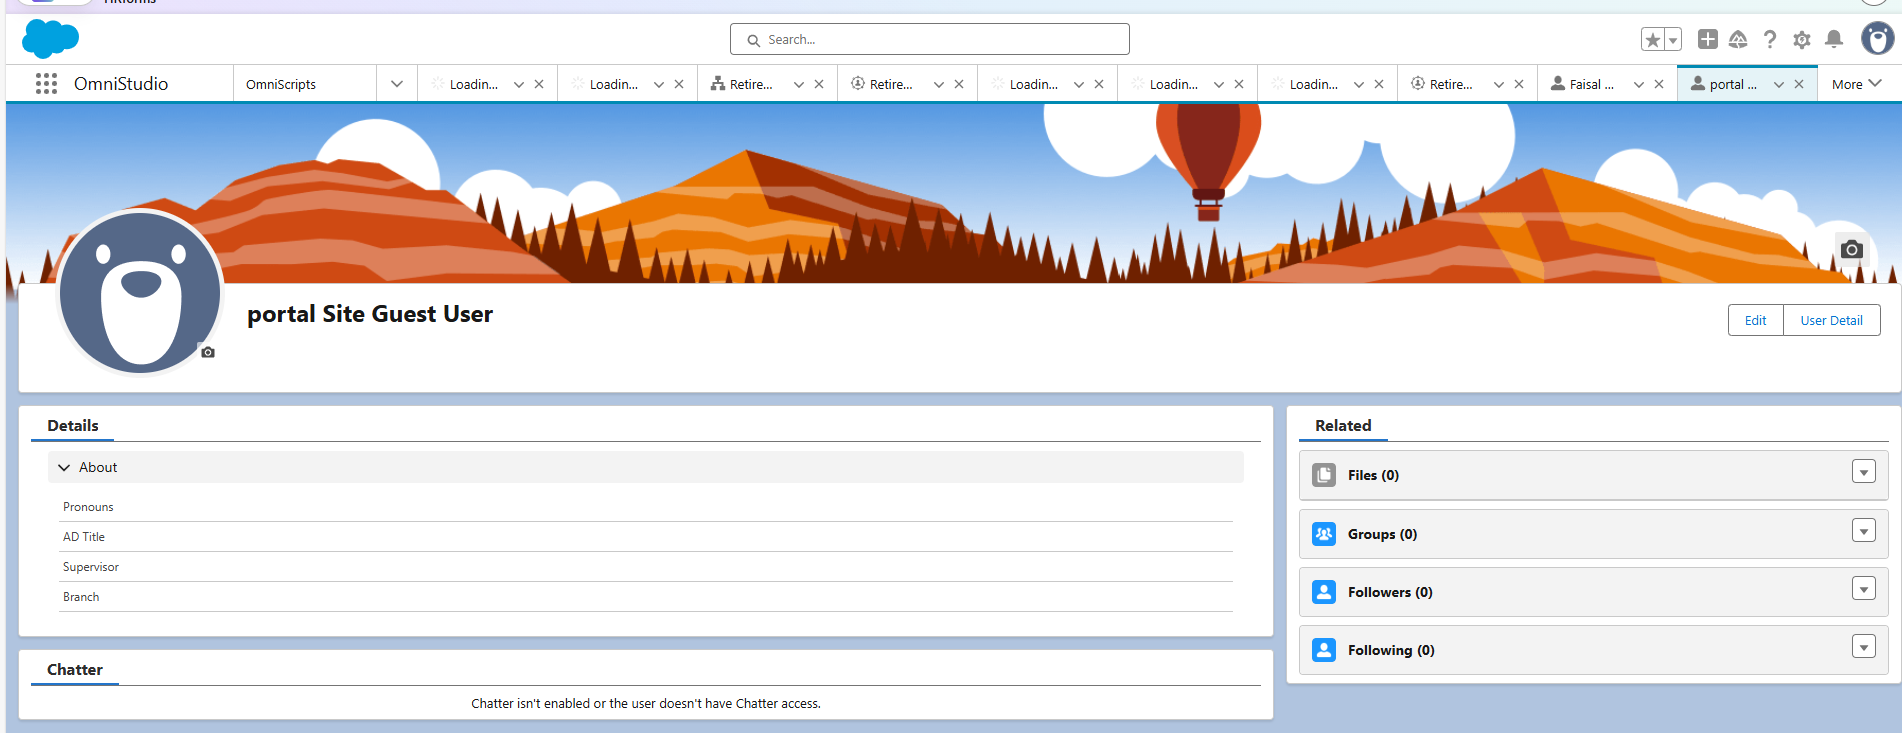 HRforms
Search...
OmniStudio
OmniScripts
Loadin...
Loadin...
Retire...
Retire...
Loadin...
Loadin...
Loadin...
Retire...
Faisal ...
portal ...
More
portal Site Guest User
Edit
User Detail
Details
About
Pronouns
AD Title
Supervisor
Branch
Chatter
Chatter isn't enabled or the user doesn't have Chatter access.
Related
Files (0)
Groups (0)
Followers (0)
Following (0)